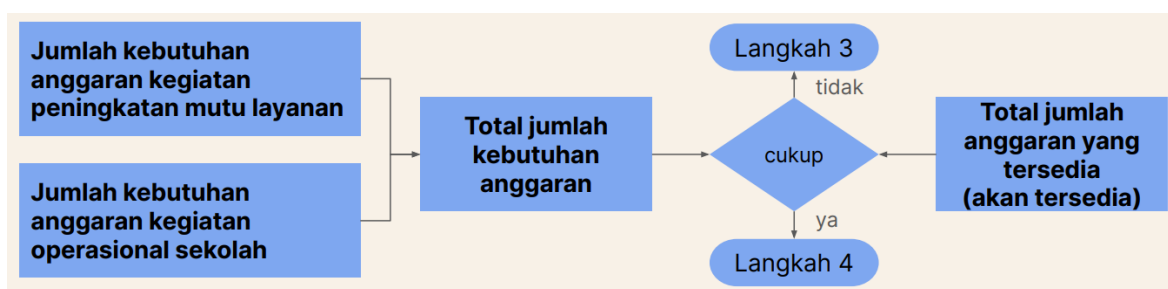 Jumlah kebutuhan
anggaran kegiatan
peningkatan mutu layanan
Jumlah kebutuhan
anggaran kegiatan
operasional sekolah
Total jumlah
kebutuhan
anggaran
Langkah 3
tidak
cukup
ya
Langkah 4
Total jumlah
anggaran yang
tersedia
(akan tersedia)